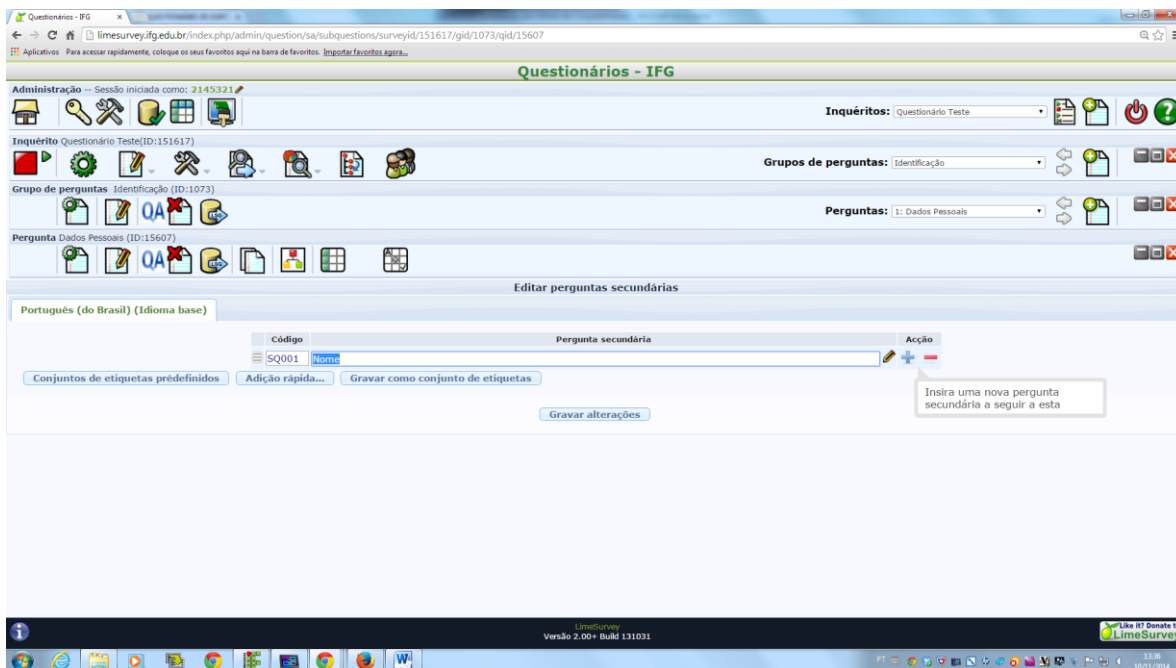 Questionários - IFG
limesurvey.ifg.edu.br/index.php/admin/question/sa/subquestions/surveyid/151617/gid/1073/qid/15607
Aplicativos Para acessar rapidamente, coloque os seus favoritos aqui na barra de favoritos. Importar favoritos agora...
Questionários - IFG
Administração -- Sessão iniciada como: 2145321
Inquéritos: Questionário Teste
Inquérito Questionário Teste(ID:151617)
Grupos de perguntas: Identificação
Grupo de perguntas Identificação (ID:1073)
QA
Perguntas: 1: Dados Pessoais
Pergunta Dados Pessoais (ID:15607)
QA
Editar perguntas secundárias
Português (do Brasil) (Idioma base)
Código Pergunta secundária Acção
SQ001 Nome
Conjuntos de etiquetas prédefinidos Adição rápida... Gravar como conjunto de etiquetas
Insira uma nova pergunta
secundária a seguir a esta
Gravar alterações
LimeSurvey
Versão 2.00+ Build 131031
Like it? Donate t
LimeSurvey
PT
13:36
10/11/2014